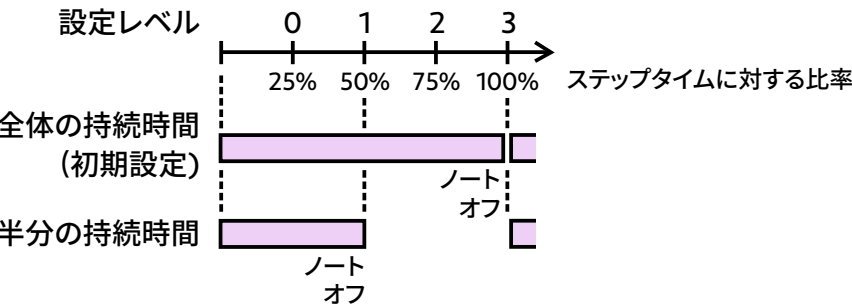 設定レベル 0 1 2 3
25% 50% 75% 100% ステップタイムに対する比率
全体の持続時間
(初期設定)
ノート
オフ
半分の持続時間
ノート
オフ